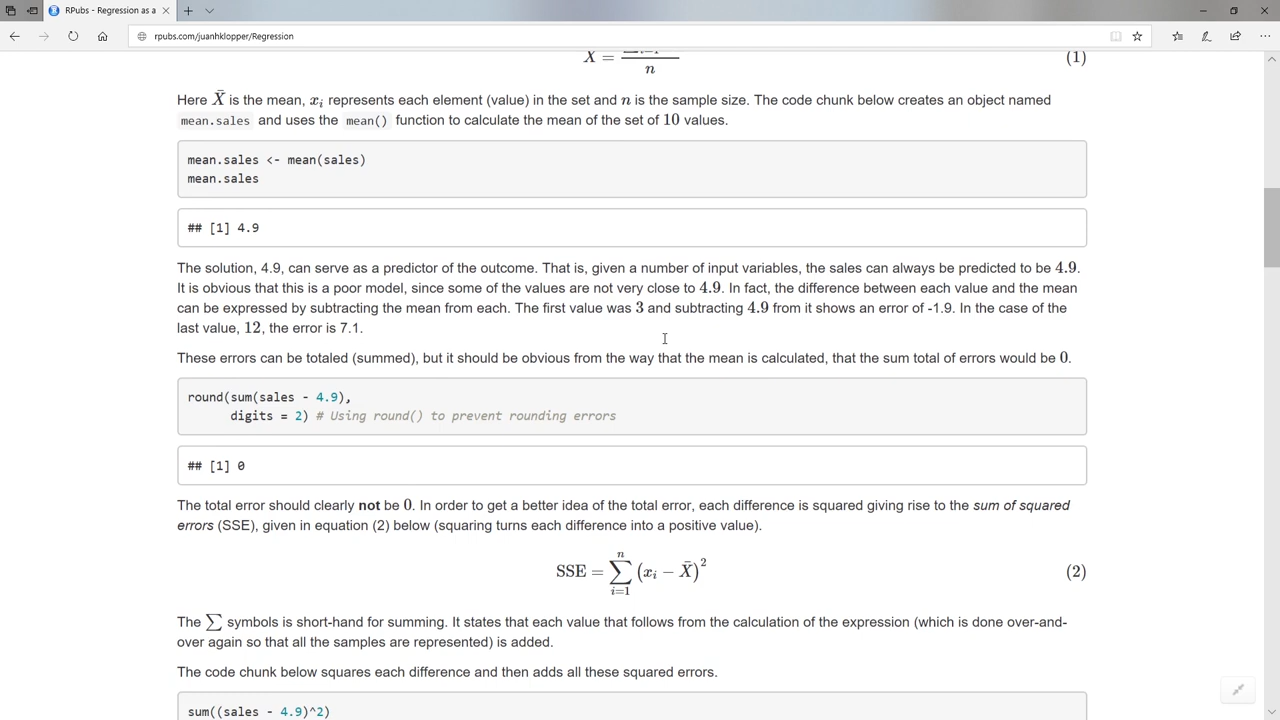 RPubs - Regression as a
rpubs.com/juanhklopper/Regression
X̄ = Σᵢ₌₁ / n (1)
Here X̄ is the mean, xᵢ represents each element (value) in the set and n is the sample size. The code chunk below creates an object named
mean.sales and uses the mean() function to calculate the mean of the set of 10 values.
mean.sales <- mean(sales)
mean.sales
## [1] 4.9
The solution, 4.9, can serve as a predictor of the outcome. That is, given a number of input variables, the sales can always be predicted to be 4.9.
It is obvious that this is a poor model, since some of the values are not very close to 4.9. In fact, the difference between each value and the mean
can be expressed by subtracting the mean from each. The first value was 3 and subtracting 4.9 from it shows an error of -1.9. In the case of the
last value, 12, the error is 7.1.
These errors can be totaled (summed), but it should be obvious from the way that the mean is calculated, that the sum total of errors would be 0.
round(sum(sales - 4.9),
digits = 2) # Using round() to prevent rounding errors
## [1] 0
The total error should clearly not be 0. In order to get a better idea of the total error, each difference is squared giving rise to the sum of squared
errors (SSE), given in equation (2) below (squaring turns each difference into a positive value).
SSE = ∑ᵢ₌₁ⁿ (xᵢ − X̄)² (2)
The ∑ symbols is short-hand for summing. It states that each value that follows from the calculation of the expression (which is done over-and-
over again so that all the samples are represented) is added.
The code chunk below squares each difference and then adds all these squared errors.
sum((sales - 4.9)^2)